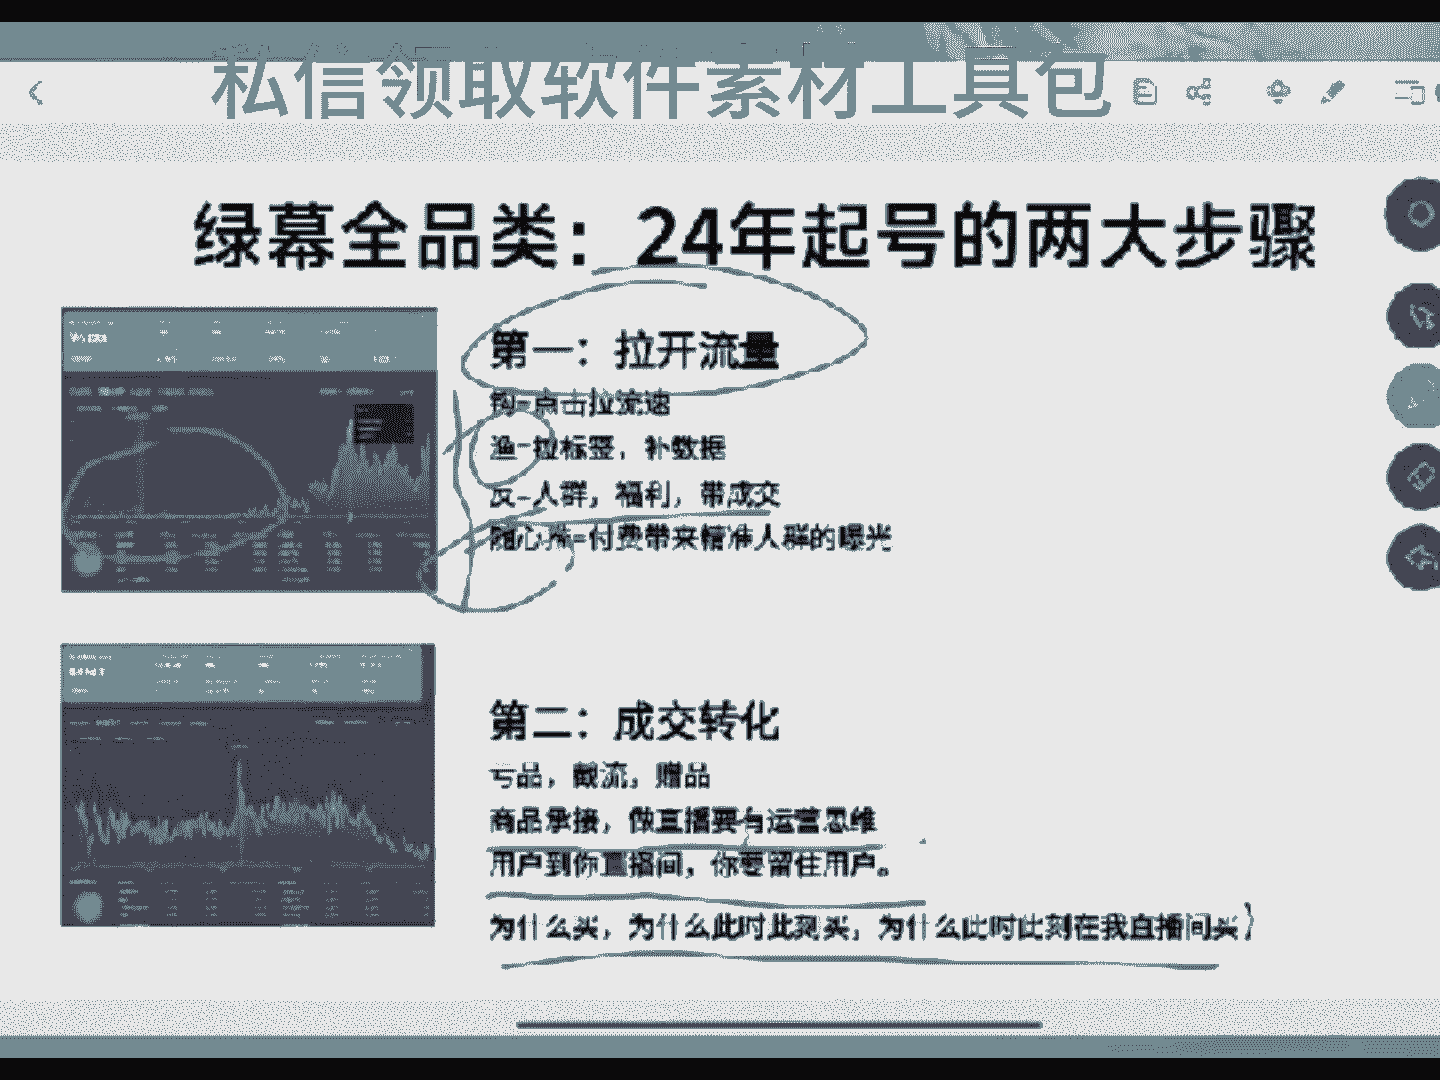 私信领取软件素材工具包
绿幕全品类：24年起号的两大步骤
第一：拉开流量
钩-点击拉流速
渔-拉标签，补数据
反-人群，福利，带成交
随心推-付费带来精准人群的曝光
第二：成交转化
亏品，截流，赠品
商品承接，做直播要有运营思维
用户到你直播间，你要留住用户。
为什么买，为什么此时此刻买，为什么此时此刻在我直播间买}